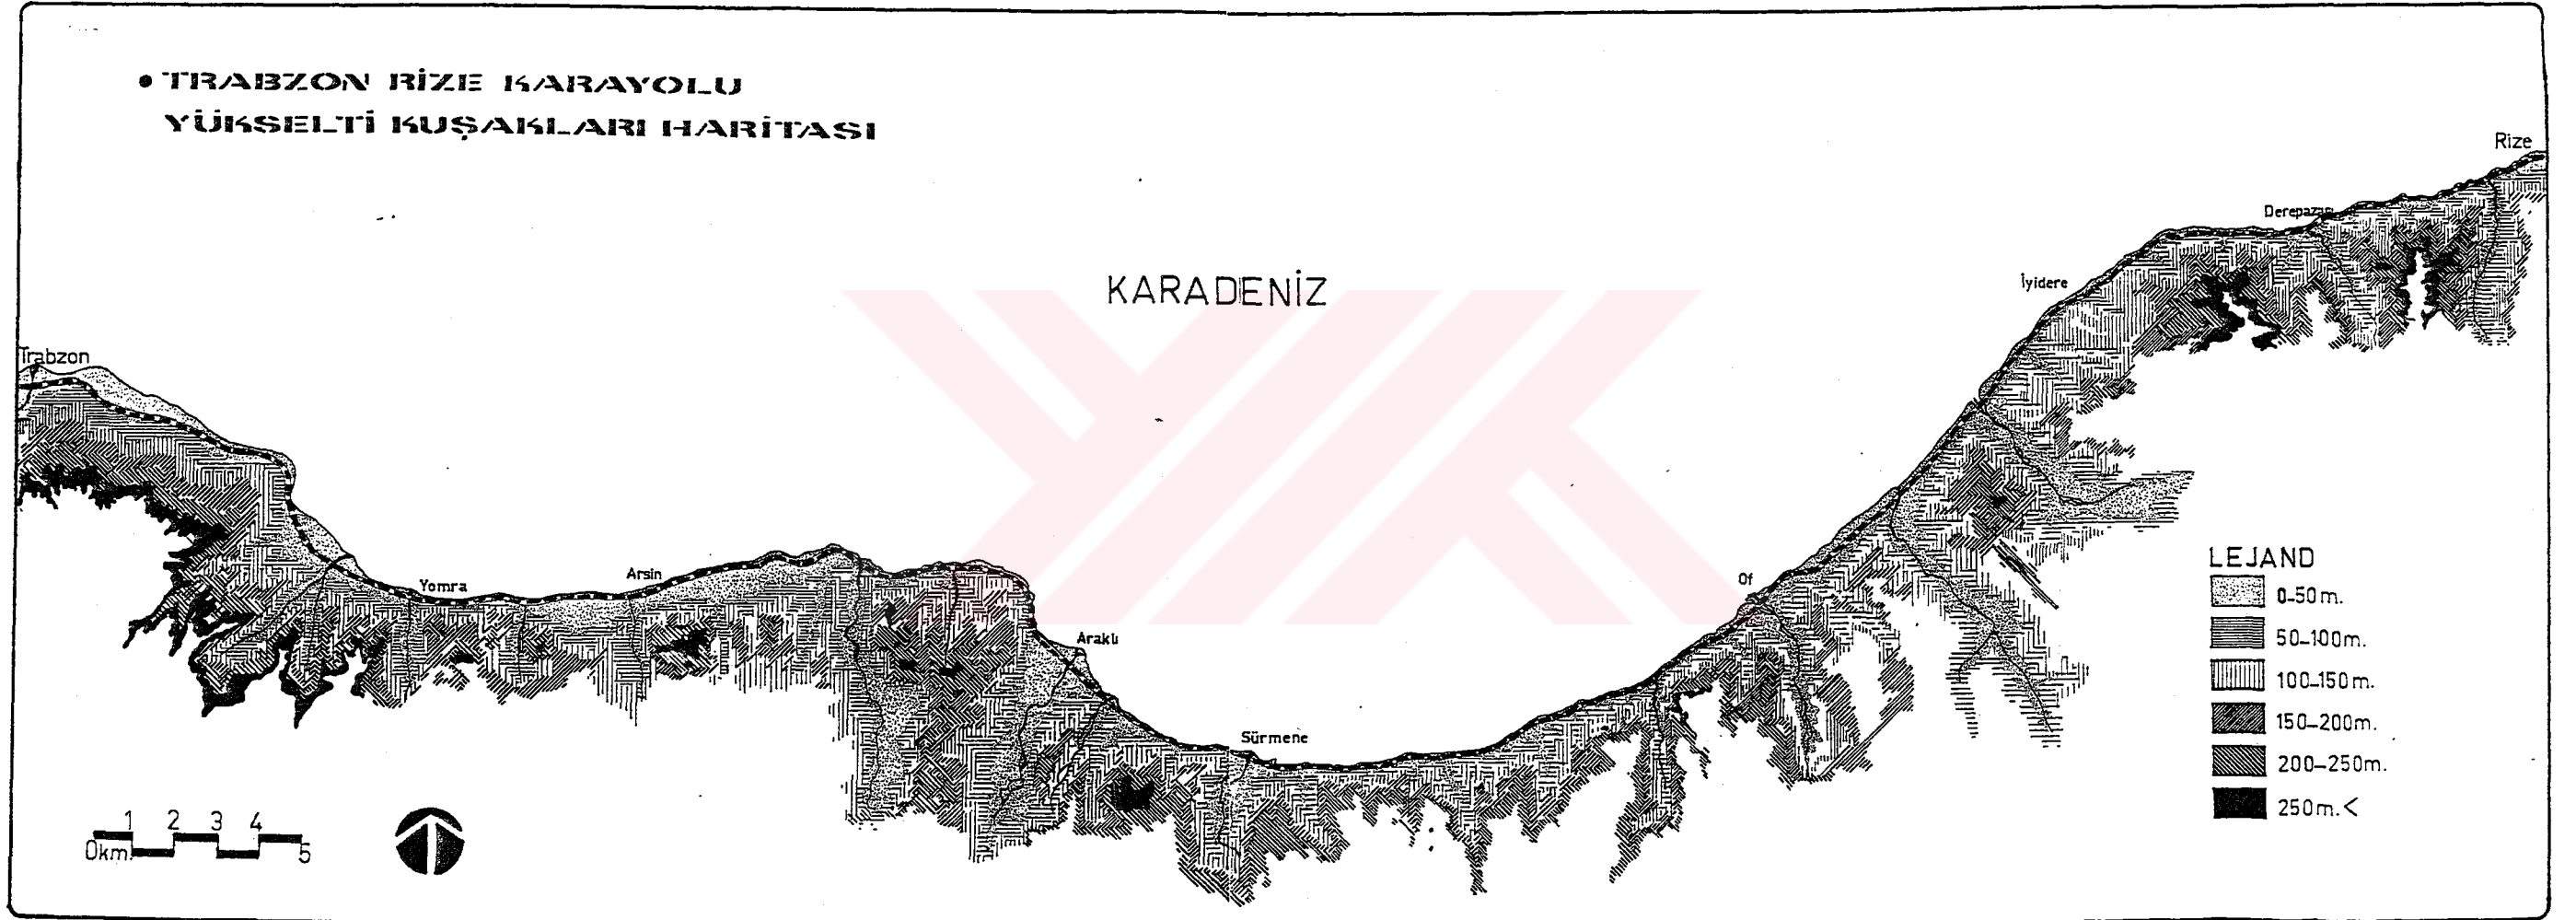 • TRABZON RİZE KARAYOLU
YÜKSELTİ KUŞAKLARI HARİTASI
Rize
Derepazarı
İyidere
KARADENİZ
Trabzon
Yomra
Arsin
Of
Araklı
Sürmene
LEJAND
0-50m.
50-100m.
100-150m.
150-200m.
200-250m.
250m.<
1 2 3 4
0km. 5